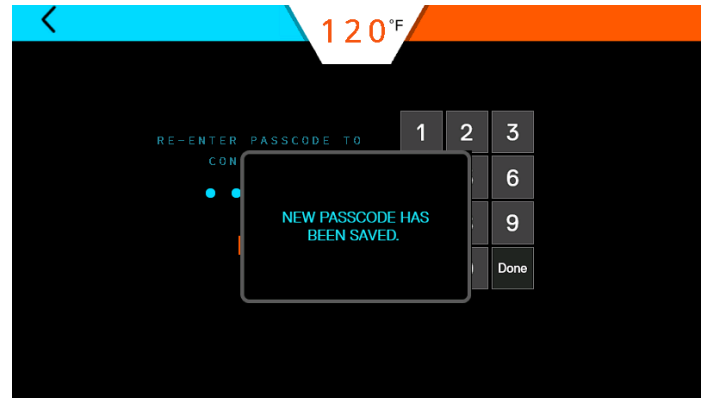 120°F
RE-ENTER PASSCODE TO
CON
1 2 3
6
NEW PASSCODE HAS
BEEN SAVED.
9
Done